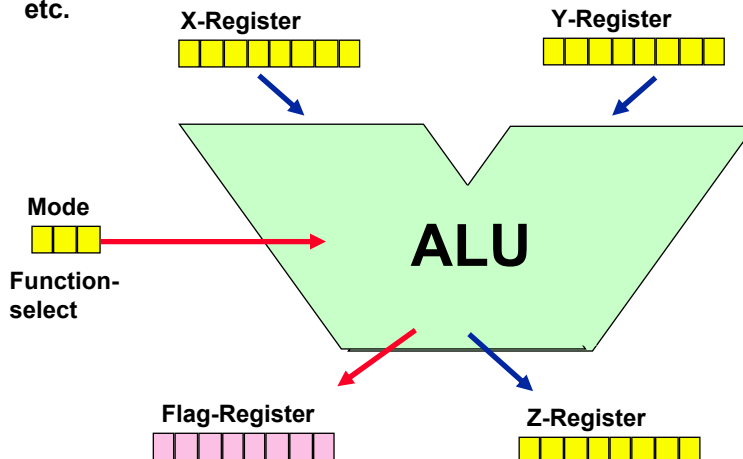 etc.
X-Register
Y-Register
Mode
ALU
Function-
select
Flag-Register
Z-Register